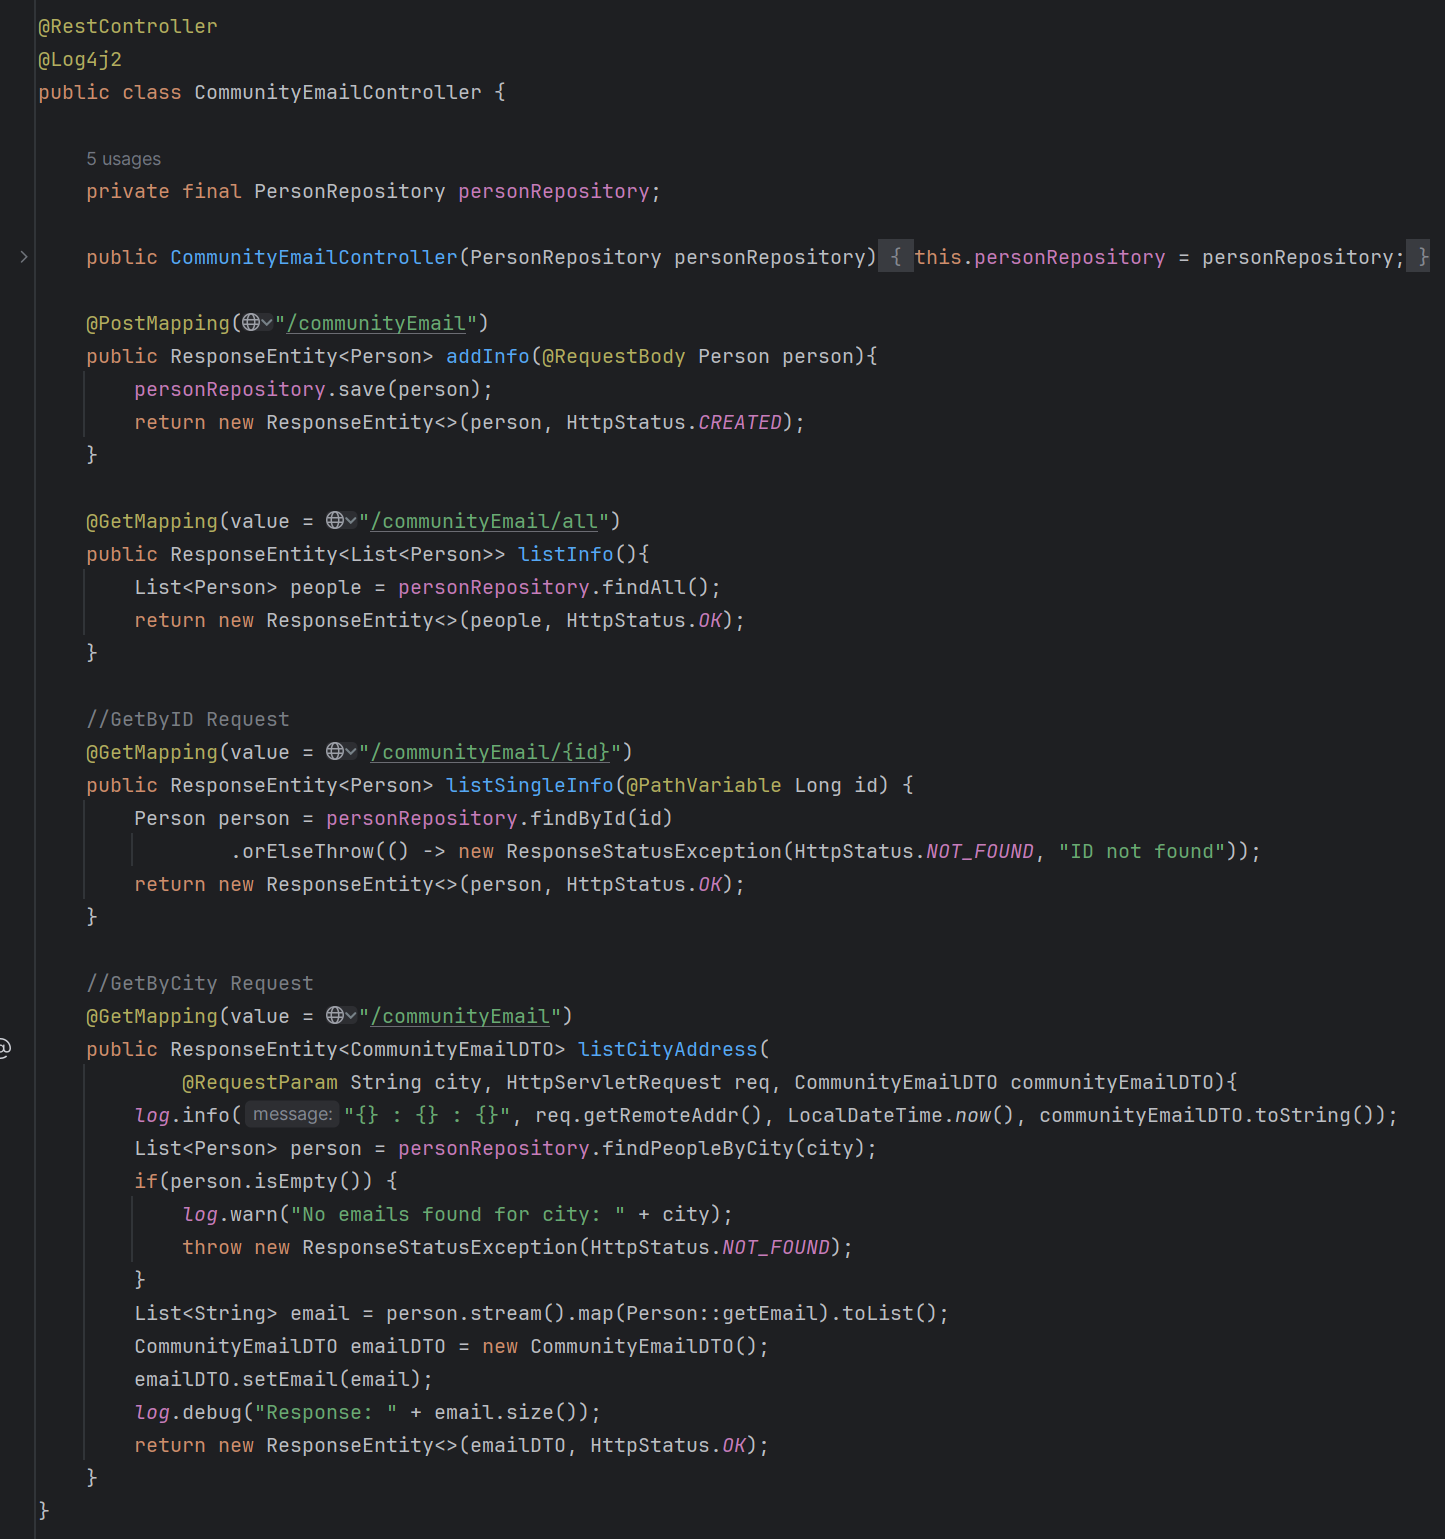 @RestController
@Log4j2
public class CommunityEmailController {
5 usages
private final PersonRepository personRepository;
public CommunityEmailController(PersonRepository personRepository) { this.personRepository = personRepository; }
@PostMapping("/communityEmail")
public ResponseEntity<Person> addInfo(@RequestBody Person person){
personRepository.save(person);
return new ResponseEntity<>(person, HttpStatus.CREATED);
}
@GetMapping(value = "/communityEmail/all")
public ResponseEntity<List<Person>> listInfo(){
List<Person> people = personRepository.findAll();
return new ResponseEntity<>(people, HttpStatus.OK);
}
//GetByID Request
@GetMapping(value = "/communityEmail/{id}")
public ResponseEntity<Person> listSingleInfo(@PathVariable Long id) {
Person person = personRepository.findById(id)
.orElseThrow(() -> new ResponseStatusException(HttpStatus.NOT_FOUND, "ID not found"));
return new ResponseEntity<>(person, HttpStatus.OK);
}
//GetByCity Request
@GetMapping(value = "/communityEmail")
public ResponseEntity<CommunityEmailDTO> listCityAddress(
@RequestParam String city, HttpServletRequest req, CommunityEmailDTO communityEmailDTO){
log.info( message: "{} : {} : {}", req.getRemoteAddr(), LocalDateTime.now(), communityEmailDTO.toString());
List<Person> person = personRepository.findPeopleByCity(city);
if(person.isEmpty()) {
log.warn("No emails found for city: " + city);
throw new ResponseStatusException(HttpStatus.NOT_FOUND);
}
List<String> email = person.stream().map(Person::getEmail).toList();
CommunityEmailDTO emailDTO = new CommunityEmailDTO();
emailDTO.setEmail(email);
log.debug("Response: " + email.size());
return new ResponseEntity<>(emailDTO, HttpStatus.OK);
}
}